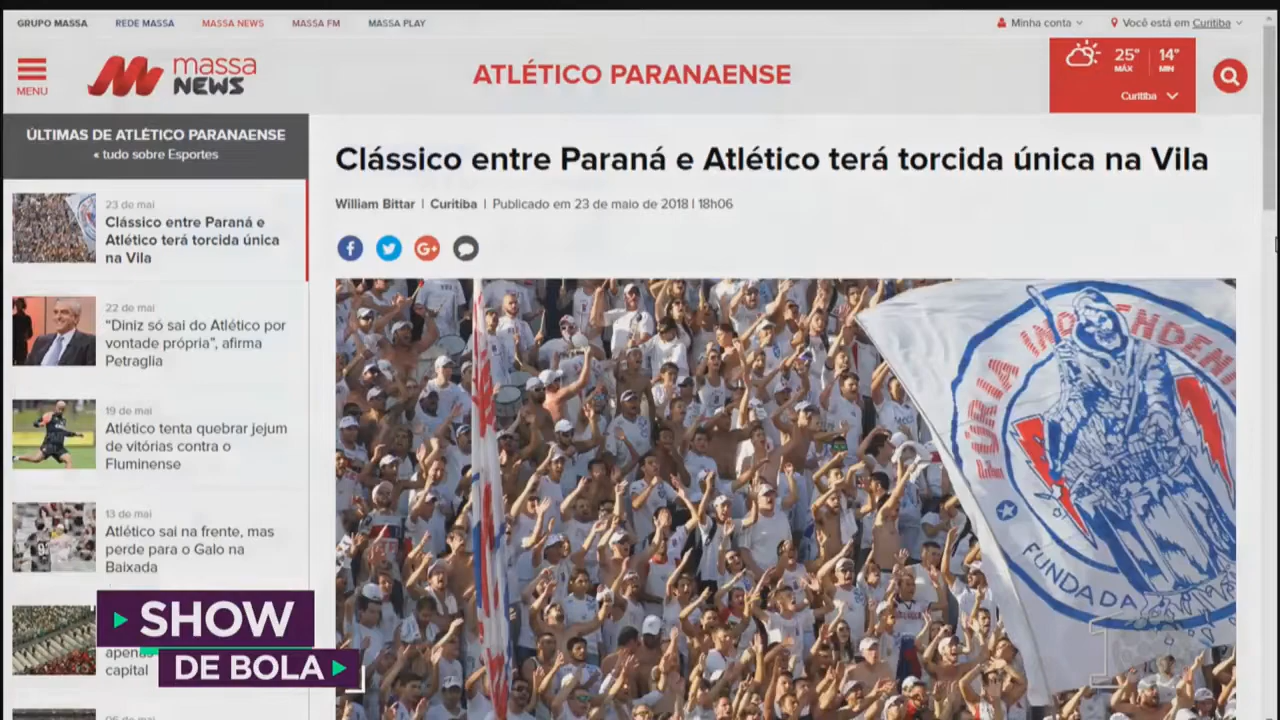 GRUPO MASSA
REDE MASSA
MASSA NEWS
MASSA FM
MASSA PLAY
Minha conta
Você está em Curitiba
MENU
massa
NEWS
ATLÉTICO PARANAENSE
25° 14°
MÁX MIN
Curitiba
ÚLTIMAS DE ATLÉTICO PARANAENSE
« tudo sobre Esportes
23 de mai
Clássico entre Paraná e
Atlético terá torcida única
na Vila
22 de mai
“Diniz só sai do Atlético por
vontade própria”, afirma
Petraglia
19 de mai
Atlético tenta quebrar jejum
de vitórias contra o
Fluminense
13 de mai
Atlético sai na frente, mas
perde para o Galo na
Baixada
apenas
capital
Clássico entre Paraná e Atlético terá torcida única na Vila
William Bittar | Curitiba | Publicado em 23 de maio de 2018 | 18h06
FÚRIA INDEPENDEN
FUNDADA
SHOW
DE BOLA